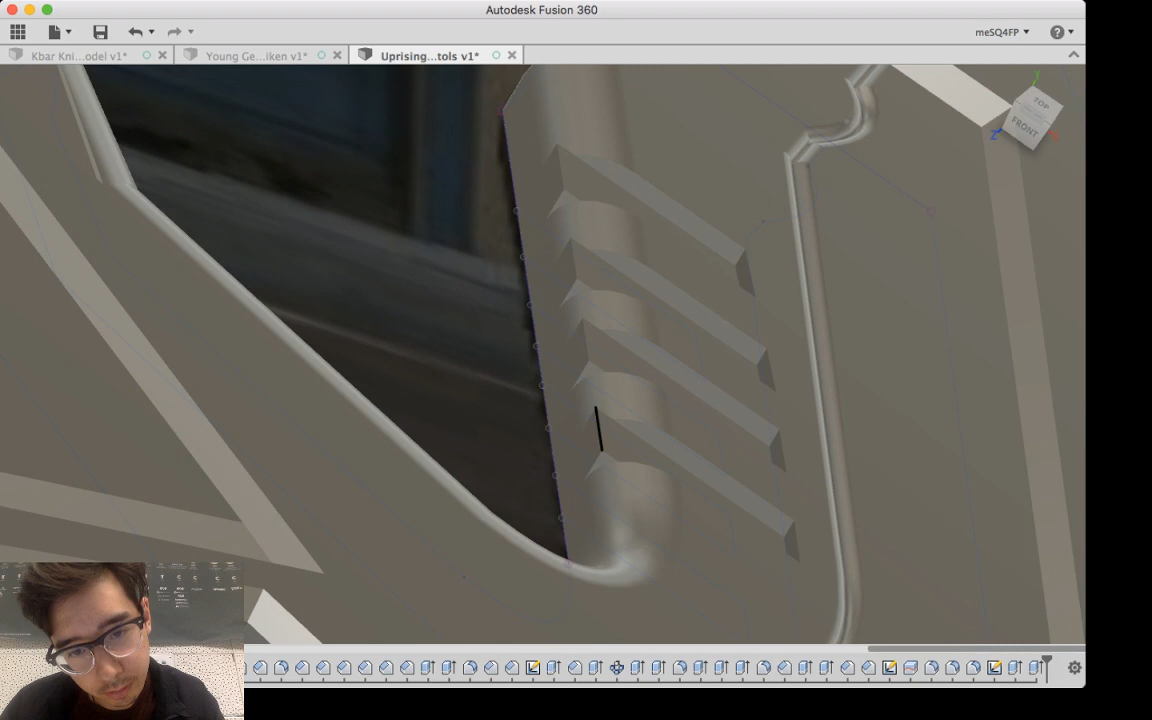 Autodesk Fusion 360
meSQ4FP
Kbar Kni...odel v1*
Young Ge...iken v1*
Uprising...tols v1*
Y
TOP
FRONT
Z